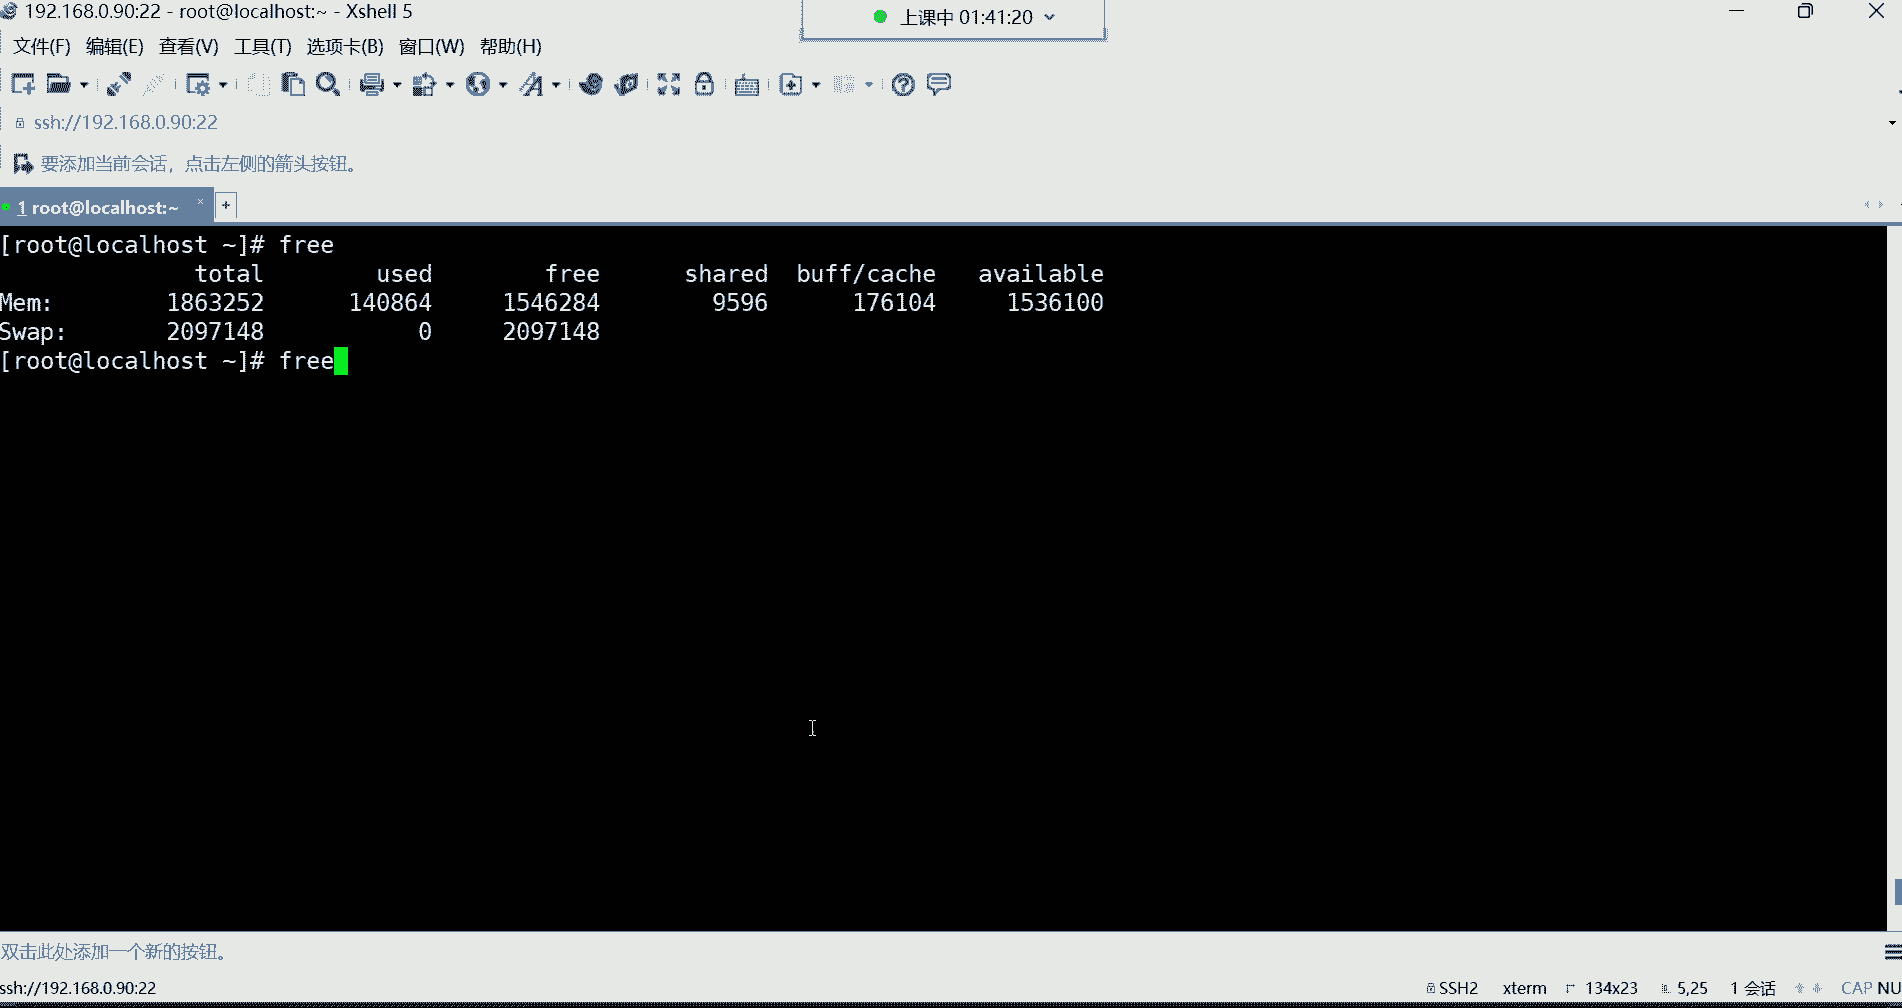 192.168.0.90:22 - root@localhost:~ - Xshell 5
上课中 01:41:20
文件(F) 编辑(E) 查看(V) 工具(T) 选项卡(B) 窗口(W) 帮助(H)
ssh://192.168.0.90:22
要添加当前会话，点击左侧的箭头按钮。
1 root@localhost:~ × +
[root@localhost ~]# free
total used free shared buff/cache available
Mem: 1863252 140864 1546284 9596 176104 1536100
Swap: 2097148 0 2097148
[root@localhost ~]# free
双击此处添加一个新的按钮。
ssh://192.168.0.90:22 SSH2 xterm 134x23 5,25 1 会话 CAP NU